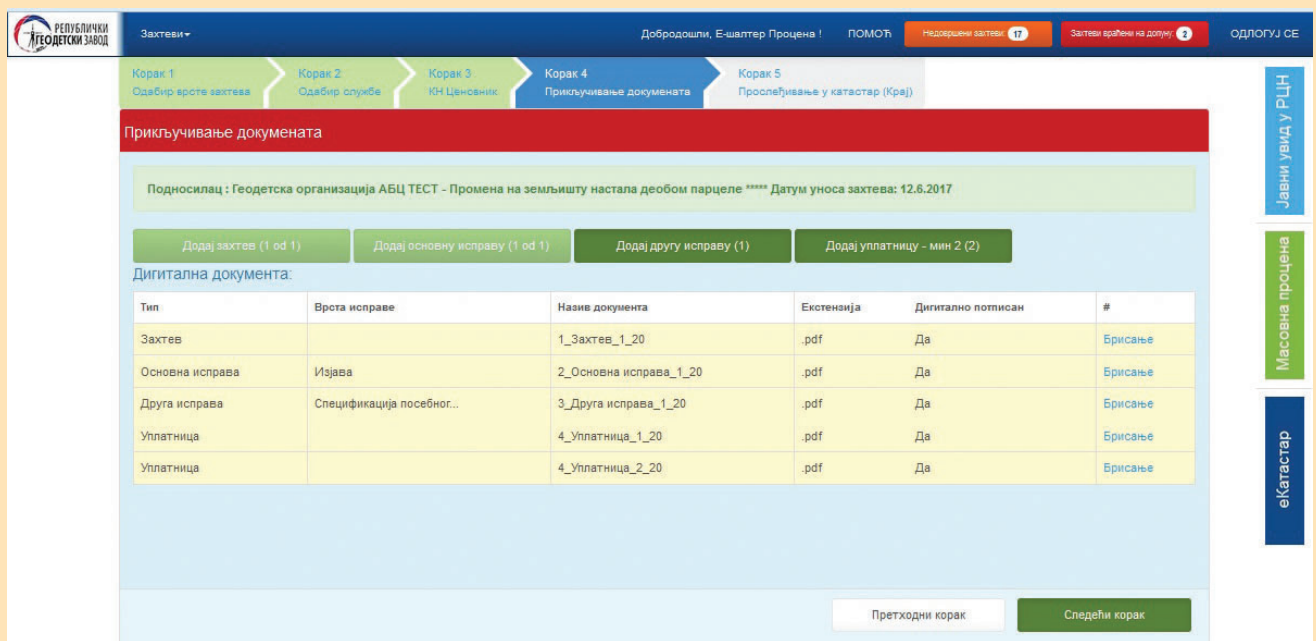 РЕПУБЛИЧКИ
ГЕОДЕТСКИ ЗАВОД
Захтеви
Добродошли, Е-шалтер Процена !
ПОМОЋ
Недовршени захтеви: 17
Захтеви враћени на допуну: 2
ОДЛОГУЈ СЕ
Корак 1
Одабир врсте захтева
Корак 2
Одабир службе
Корак 3
КН Ценовник
Корак 4
Прикључивање докумената
Корак 5
Прослеђивање у катастар (Крај)
Прикључивање докумената
Подносилац : Геодетска организација АБЦ ТЕСТ - Промена на земљишту настала деобом парцеле ***** Датум уноса захтева: 12.6.2017
Додај захтев (1 od 1)
Додај основну исправу (1 od 1)
Додај другу исправу (1)
Додај уплатницу - мин 2 (2)
Дигитална документа:
Тип Врста исправе Назив документа Екстензија Дигитално потписан #
Захтев 1_Захтев_1_20 .pdf Да Брисање
Основна исправа Изјава 2_Основна исправа_1_20 .pdf Да Брисање
Друга исправа Спецификација посебног... 3_Друга исправа_1_20 .pdf Да Брисање
Уплатница 4_Уплатница_1_20 .pdf Да Брисање
Уплатница 4_Уплатница_2_20 .pdf Да Брисање
Претходни корак
Следећи корак
Јавни увид у РЦН
Масовна процена
еКатастар